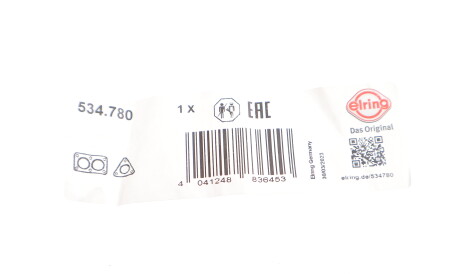 534.780
1 X
EAC
elring
Das Original
4 041248 836453
Elring Germany
elring.de/534780